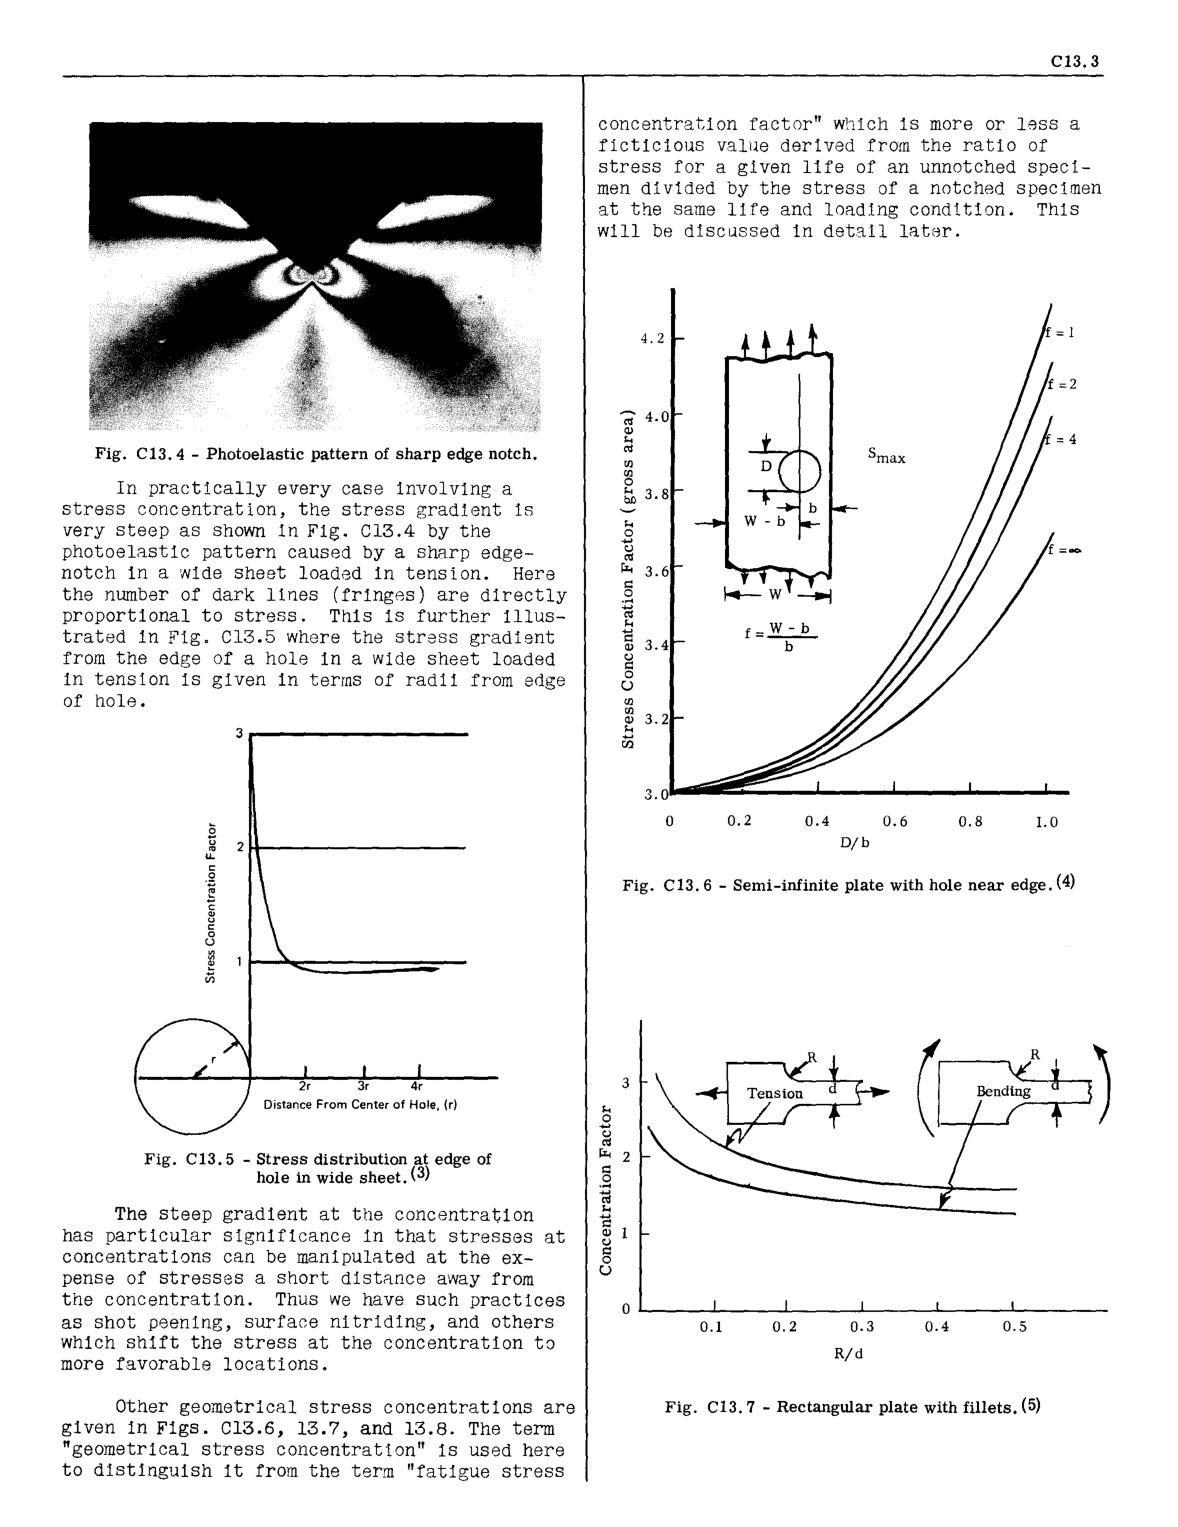 C13.3
Fig. C13.4 - Photoelastic pattern of sharp edge notch.
In practically every case involving a
stress concentration, the stress gradient is
very steep as shown in Fig. C13.4 by the
photoelastic pattern caused by a sharp edge-
notch in a wide sheet loaded in tension. Here
the number of dark lines (fringes) are directly
proportional to stress. This is further illus-
trated in Fig. C13.5 where the stress gradient
from the edge of a hole in a wide sheet loaded
in tension is given in terms of radii from edge
of hole.
3
2
1
Stress Concentration Factor
r
2r
3r
4r
Distance From Center of Hole, (r)
Fig. C13.5 - Stress distribution at edge of
hole in wide sheet.(3)
The steep gradient at the concentration
has particular significance in that stresses at
concentrations can be manipulated at the ex-
pense of stresses a short distance away from
the concentration. Thus we have such practices
as shot peening, surface nitriding, and others
which shift the stress at the concentration to
more favorable locations.
Other geometrical stress concentrations are
given in Figs. C13.6, 13.7, and 13.8. The term
"geometrical stress concentration" is used here
to distinguish it from the term "fatigue stress
concentration factor" which is more or less a
ficticious value derived from the ratio of
stress for a given life of an unnotched speci-
men divided by the stress of a notched specimen
at the same life and loading condition. This
will be discussed in detail later.
Stress Concentration Factor (gross area)
4.2
4.0
3.8
3.6
3.4
3.2
3.0
f = 1
f = 2
f = 4
f = ∞
Smax
D
b
W - b
W
f = W - b
b
0
0.2
0.4
0.6
0.8
1.0
D/b
Fig. C13.6 - Semi-infinite plate with hole near edge.(4)
Concentration Factor
3
2
1
0
R
Tension
d
R
Bending
d
0.1
0.2
0.3
0.4
0.5
R/d
Fig. C13.7 - Rectangular plate with fillets.(5)